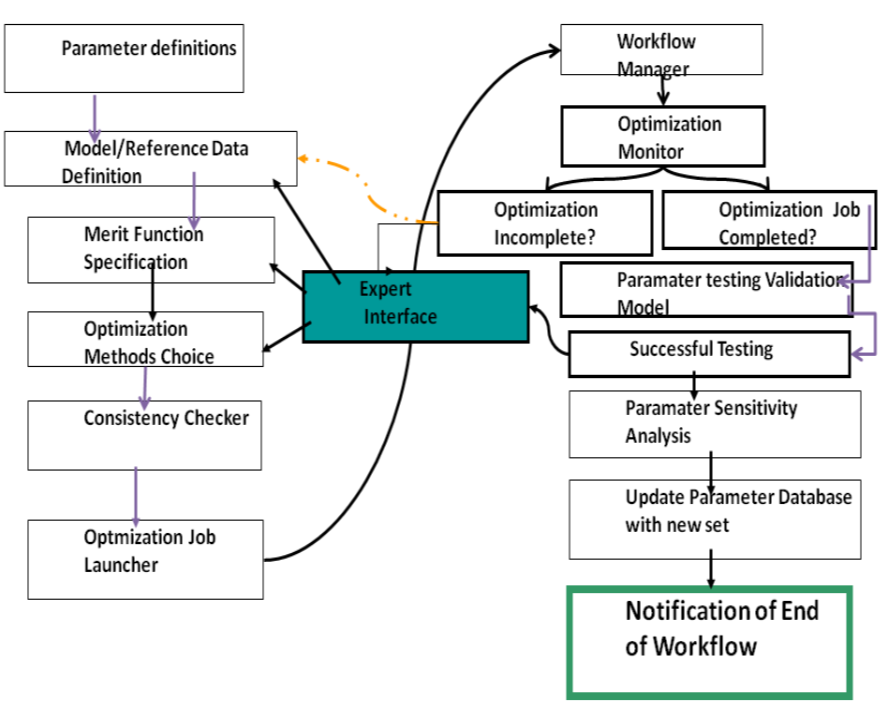 Parameter definitions
Model/Reference Data
Definition
Merit Function
Specification
Optimization
Methods Choice
Consistency Checker
Optmization Job
Launcher
Expert
Interface
Workflow
Manager
Optimization
Monitor
Optimization
Incomplete?
Optimization Job
Completed?
Paramater testing Validation
Model
Successful Testing
Paramater Sensitivity
Analysis
Update Parameter Database
with new set
Notification of End
of Workflow